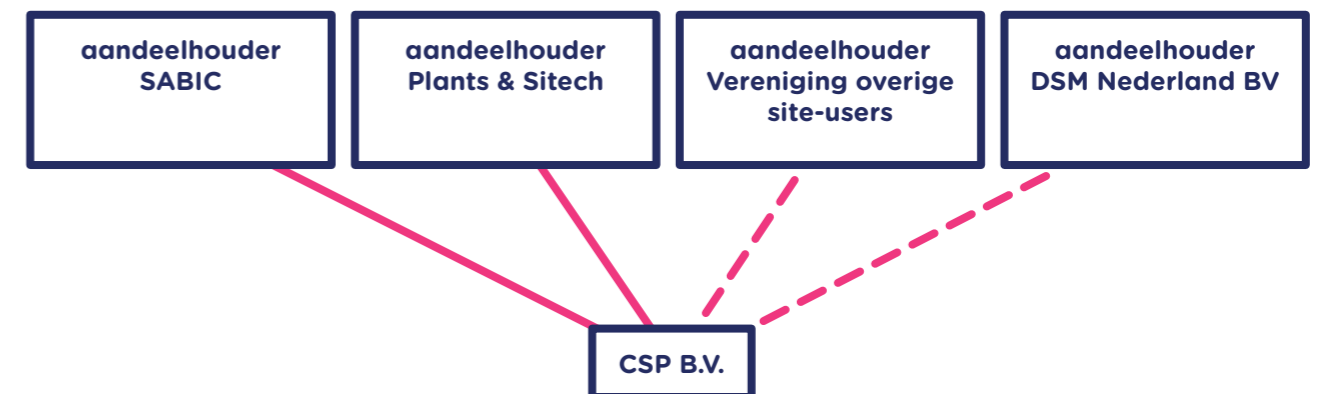 aandeelhouder
SABIC
aandeelhouder
Plants & Sitech
aandeelhouder
Vereniging overige
site-users
aandeelhouder
DSM Nederland BV
CSP B.V.